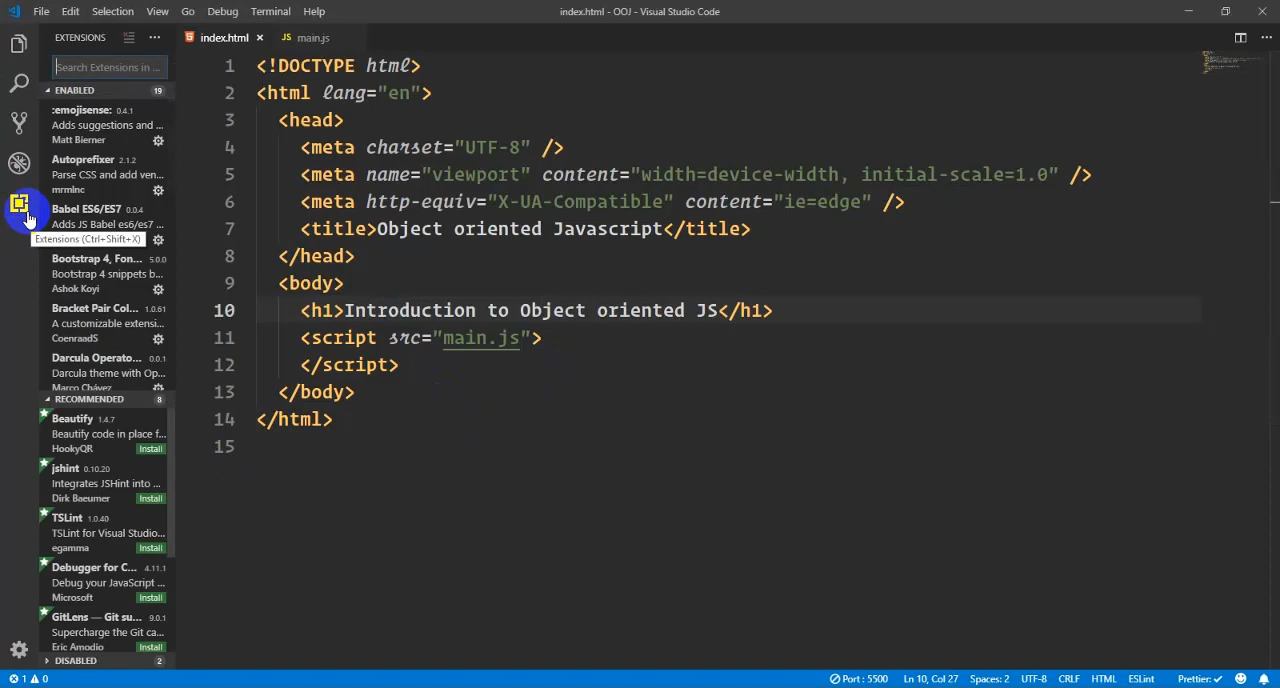 File Edit Selection View Go Debug Terminal Help
index.html - OOJ - Visual Studio Code
EXTENSIONS
index.html
JS main.js
Search Extensions in ...
ENABLED 19
:emojisense: 0.4.1
Adds suggestions and ...
Matt Bierner
Autoprefixer 2.1.2
Parse CSS and add ven...
mrmlnc
Babel ES6/ES7 0.0.4
Adds JS Babel es6/es7 ...
Extensions (Ctrl+Shift+X)
Bootstrap 4, Fon... 5.0.0
Bootstrap 4 snippets b...
Ashok Koyi
Bracket Pair Col... 1.0.61
A customizable extensi...
CoenraadS
Darcula Operato... 0.0.1
Darcula theme with Op...
Marco Chávez
RECOMMENDED 8
Beautify 1.4.7
Beautify code in place f...
HookyQR Install
jshint 0.10.20
Integrates JSHint into ...
Dirk Baeumer Install
TSLint 1.0.40
TSLint for Visual Studio...
egamma Install
Debugger for C... 4.11.1
Debug your JavaScript ...
Microsoft Install
GitLens — Git su... 9.0.1
Supercharge the Git ca...
Eric Amodio Install
DISABLED 2
1 <!DOCTYPE html>
2 <html lang="en">
3 <head>
4 <meta charset="UTF-8" />
5 <meta name="viewport" content="width=device-width, initial-scale=1.0" />
6 <meta http-equiv="X-UA-Compatible" content="ie=edge" />
7 <title>Object oriented Javascript</title>
8 </head>
9 <body>
10 <h1>Introduction to Object oriented JS</h1>
11 <script src="main.js">
12 </script>
13 </body>
14 </html>
15
1 0
Port : 5500 Ln 10, Col 27 Spaces: 2 UTF-8 CRLF HTML ESLint Prettier: ✓